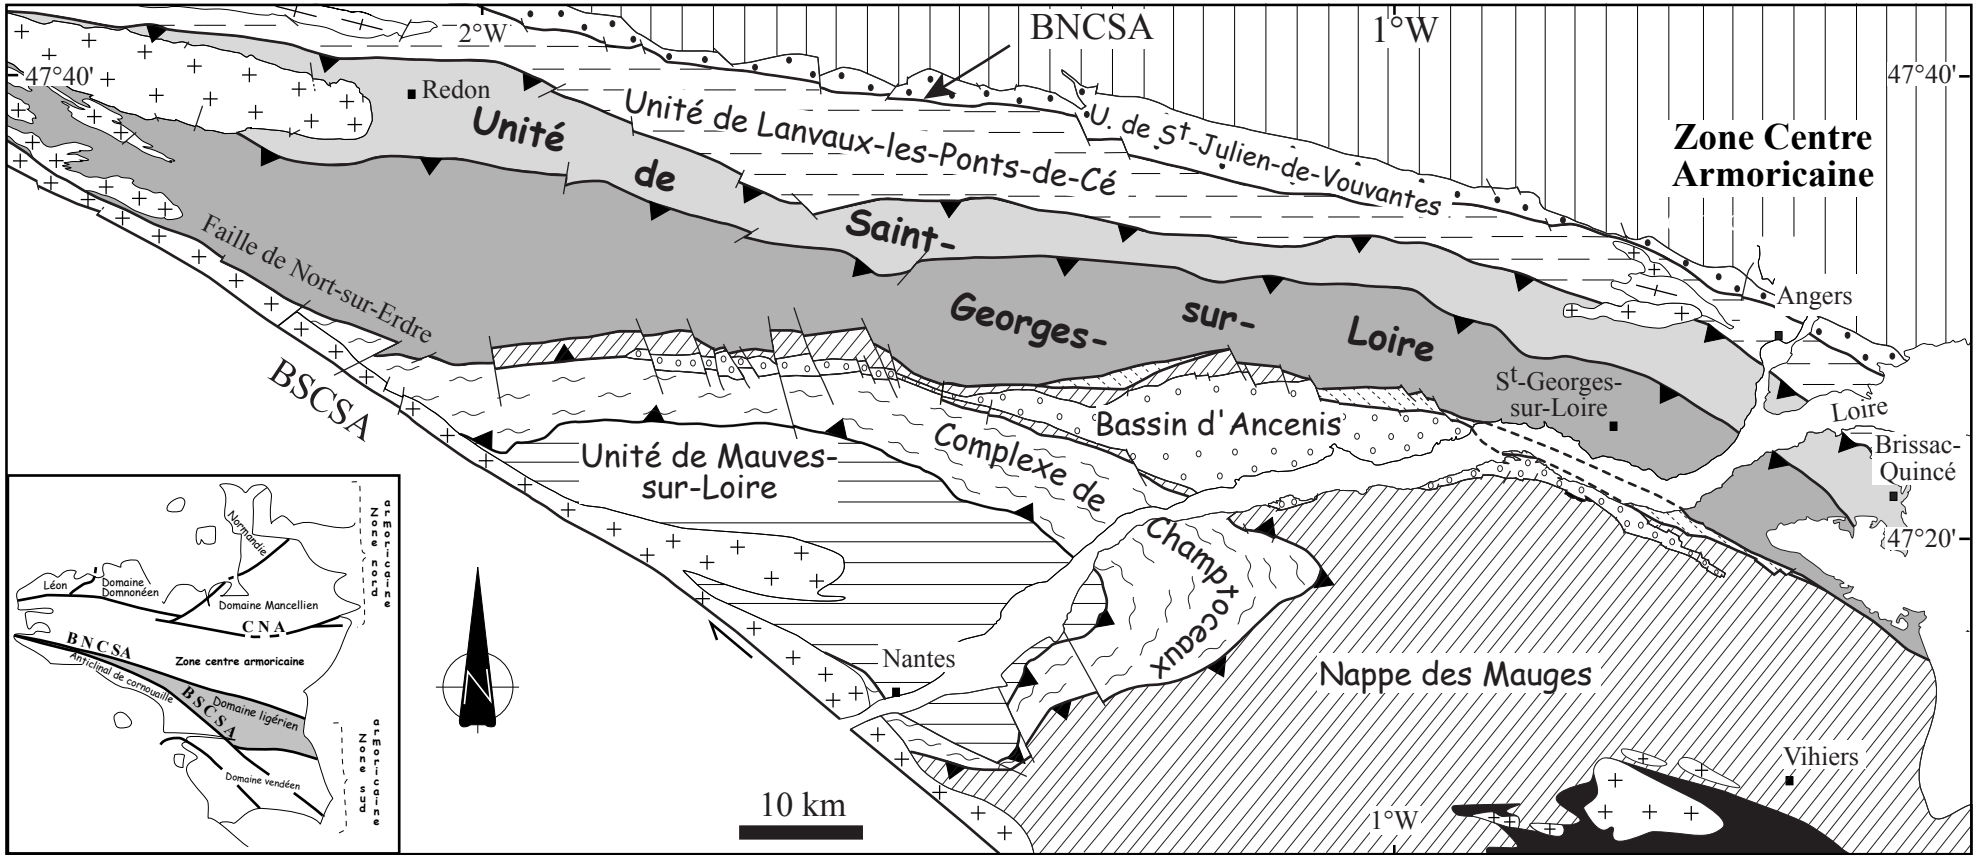 2°W
BNCSA
1°W
47°40'
47°40'
Redon
Unité
de
Saint-
Georges-
sur-
Loire
Unité de Lanvaux-les-Ponts-de-Cé
U. de St-Julien-de-Vouvantes
Zone Centre
Armoricaine
Faille de Nort-sur-Erdre
BSCSA
Angers
St-Georges-
sur-Loire
Loire
Brissac-
Quincé
47°20'
Bassin d'Ancenis
Unité de Mauves-
sur-Loire
Complexe de
Champtoceaux
Nantes
Nappe des Mauges
Vihiers
1°W
10 km
N
Normandie
Léon
Domaine
Domnonéen
Domaine Mancellien
CNA
BNCSA
Zone centre armoricaine
Anticlinal de cornouaille
BSCSA
Domaine ligérien
Domaine vendéen
Zone nord
armoricaine
Zone sud
armoricaine